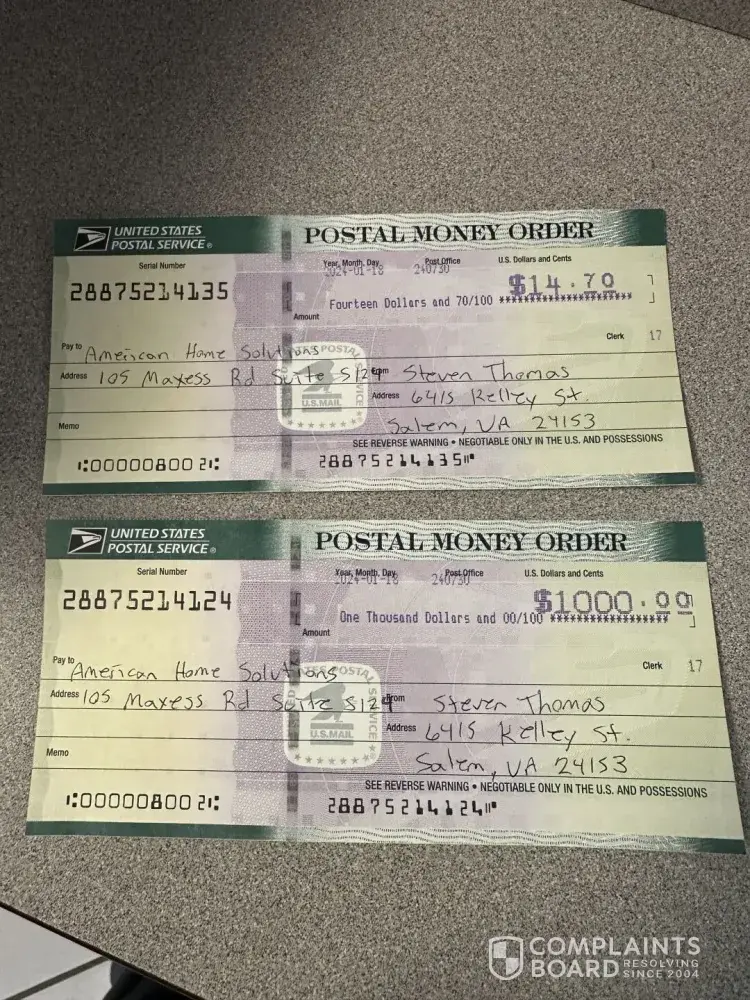 UNITED STATES
POSTAL SERVICE®
POSTAL MONEY ORDER
Serial Number
Year, Month, Day
Post Office
U.S. Dollars and Cents
28875214135
2024-01-18
240730
$14.70
Fourteen Dollars and 70/100 ********************
Amount
Pay to American Home Solutions
Clerk 17
Address 105 Maxess Rd Suite S124
From Steven Thomas
Address 6415 Kelley St.
Memo
Salem, VA 24153
SEE REVERSE WARNING • NEGOTIABLE ONLY IN THE U.S. AND POSSESSIONS
⑆000008002⑆
28875214135⑈
U.S.MAIL
UNITED STATES
POSTAL SERVICE®
POSTAL MONEY ORDER
Serial Number
Year, Month, Day
Post Office
U.S. Dollars and Cents
28875214124
2024-01-18
240730
$1000.00
One Thousand Dollars and 00/100 ******************
Amount
Pay to American Home Solutions
Clerk 17
Address 105 Maxess Rd Suite S124
From Steven Thomas
Address 6415 Kelley St.
Memo
Salem, VA 24153
SEE REVERSE WARNING • NEGOTIABLE ONLY IN THE U.S. AND POSSESSIONS
⑆000008002⑆
28875214124⑈
U.S.MAIL
COMPLAINTS
BOARD RESOLVING
SINCE 2004